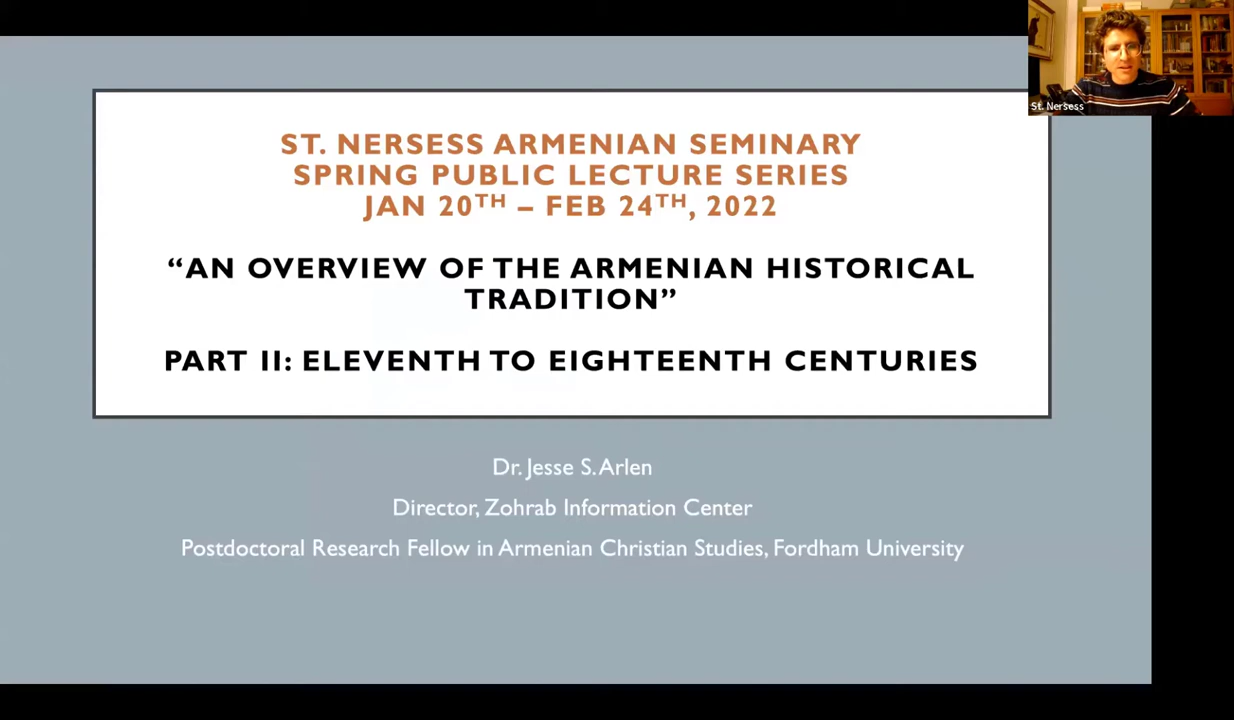 St. Nersess
ST. NERSESS ARMENIAN SEMINARY
SPRING PUBLIC LECTURE SERIES
JAN 20TH – FEB 24TH, 2022
“AN OVERVIEW OF THE ARMENIAN HISTORICAL
TRADITION”
PART II: ELEVENTH TO EIGHTEENTH CENTURIES
Dr. Jesse S. Arlen
Director, Zohrab Information Center
Postdoctoral Research Fellow in Armenian Christian Studies, Fordham University